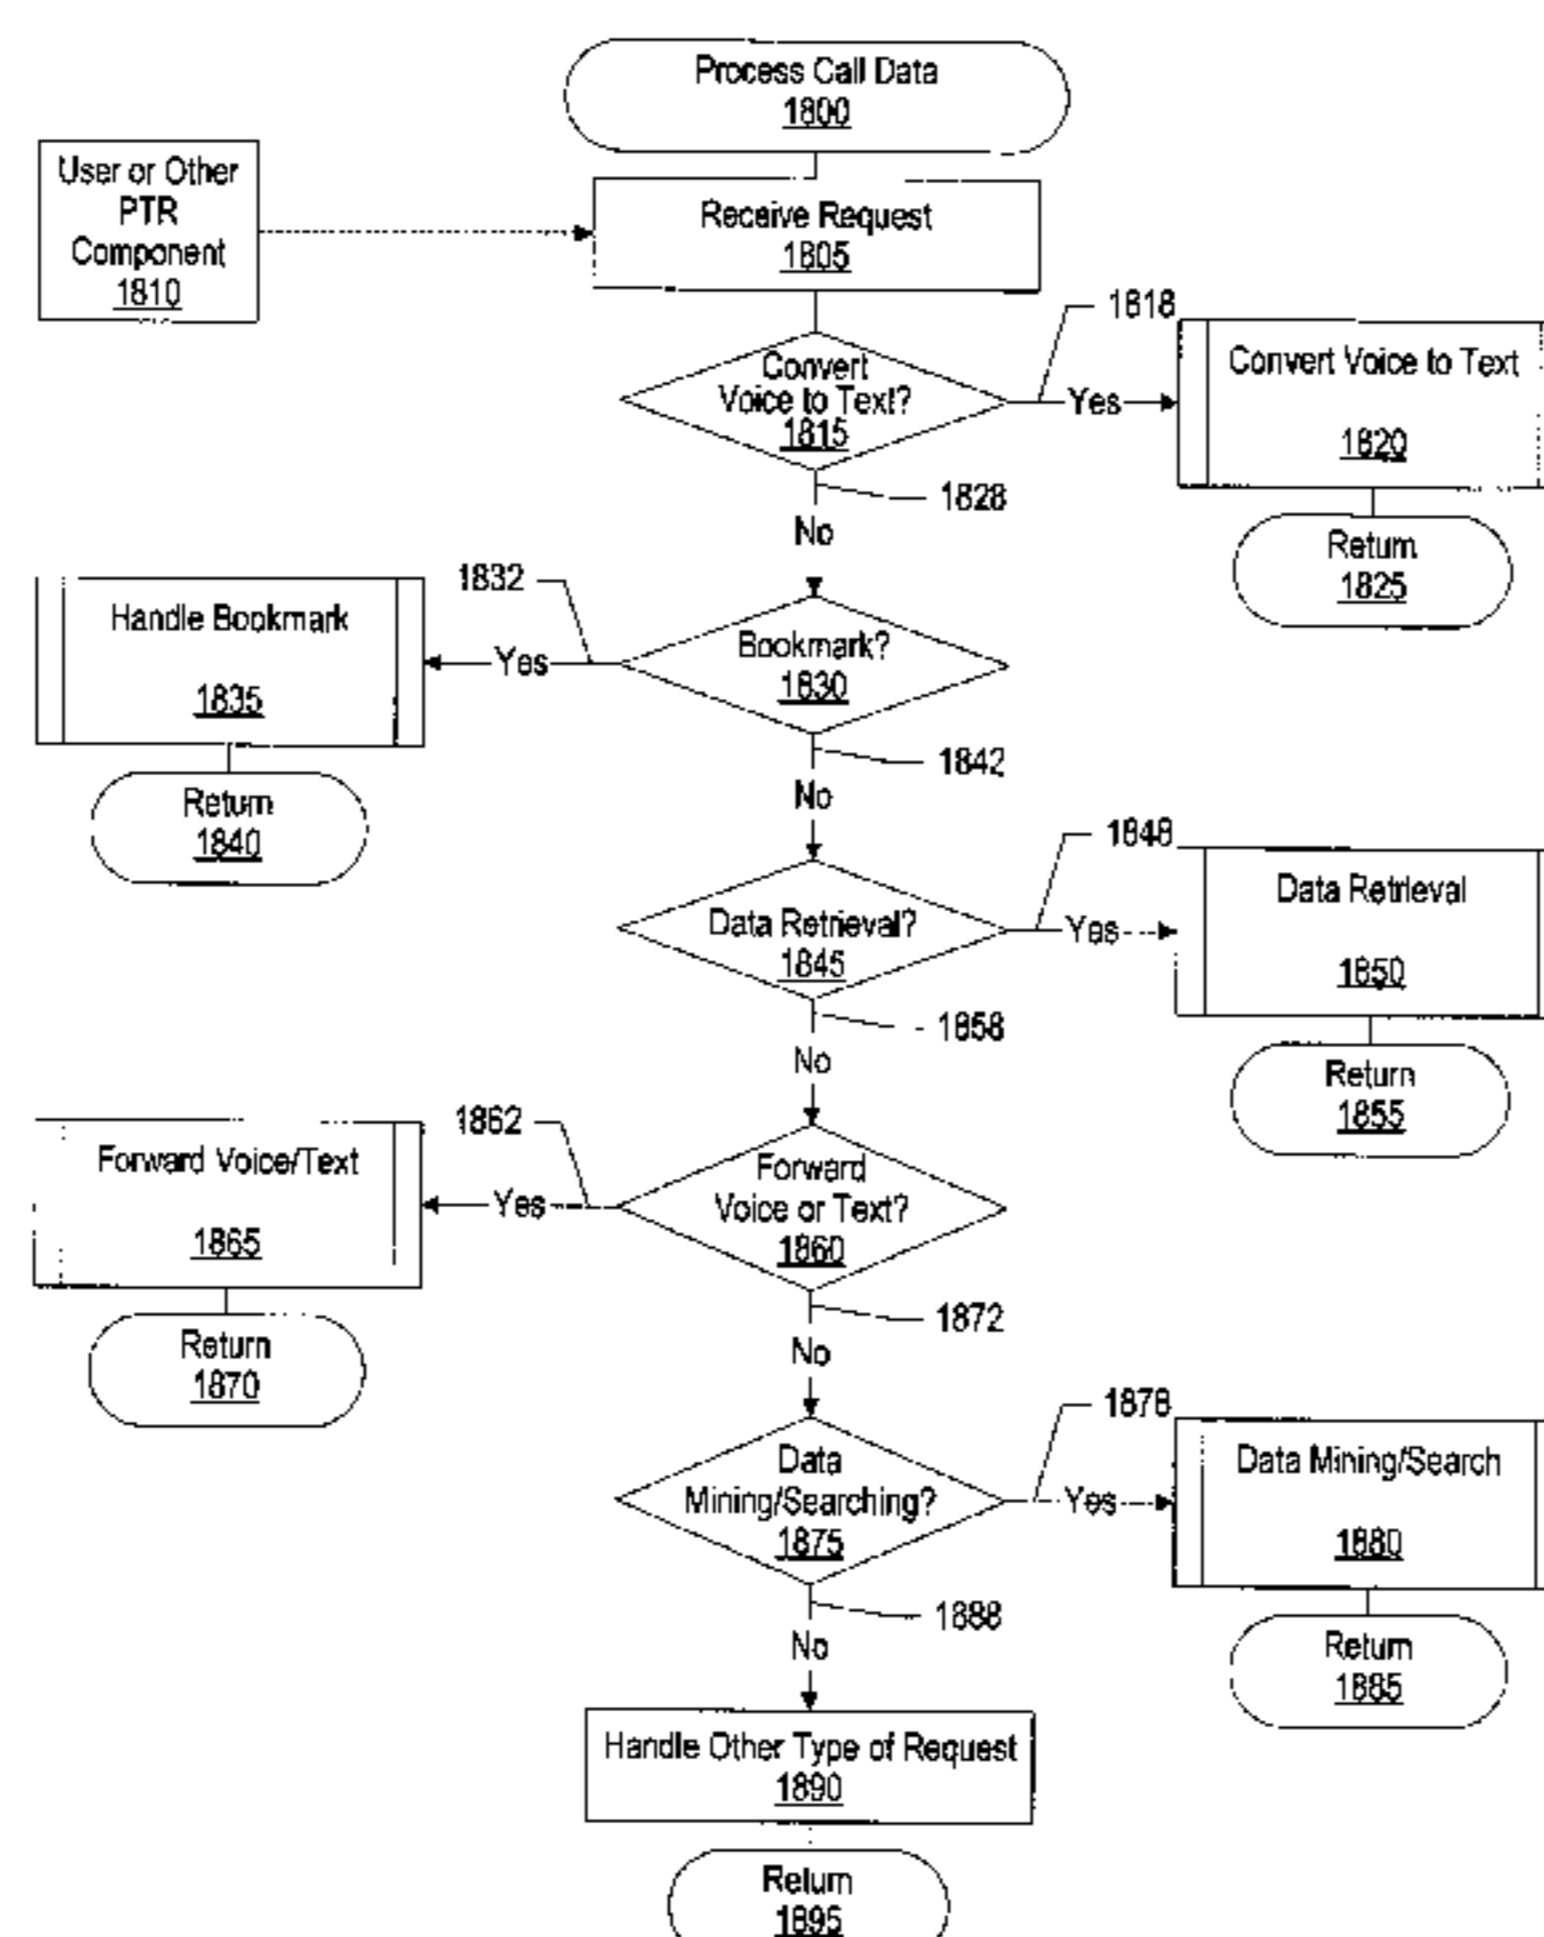 Process Call Data
1800
User or Other
PTR
Component
1810
Receive Request
1805
1818
Convert
Voice to Text?
1815
Yes
Convert Voice to Text
1820
1828
No
Return
1825
1832
Handle Bookmark
1835
Yes
Bookmark?
1830
1842
No
Return
1840
1848
Data Retrieval?
1845
Yes
Data Retrieval
1850
1858
No
Return
1855
1862
Forward Voice/Text
1865
Yes
Forward
Voice or Text?
1860
1872
No
Return
1870
1878
Data
Mining/Searching?
1875
Yes
Data Mining/Search
1880
1888
No
Return
1885
Handle Other Type of Request
1890
Return
1895